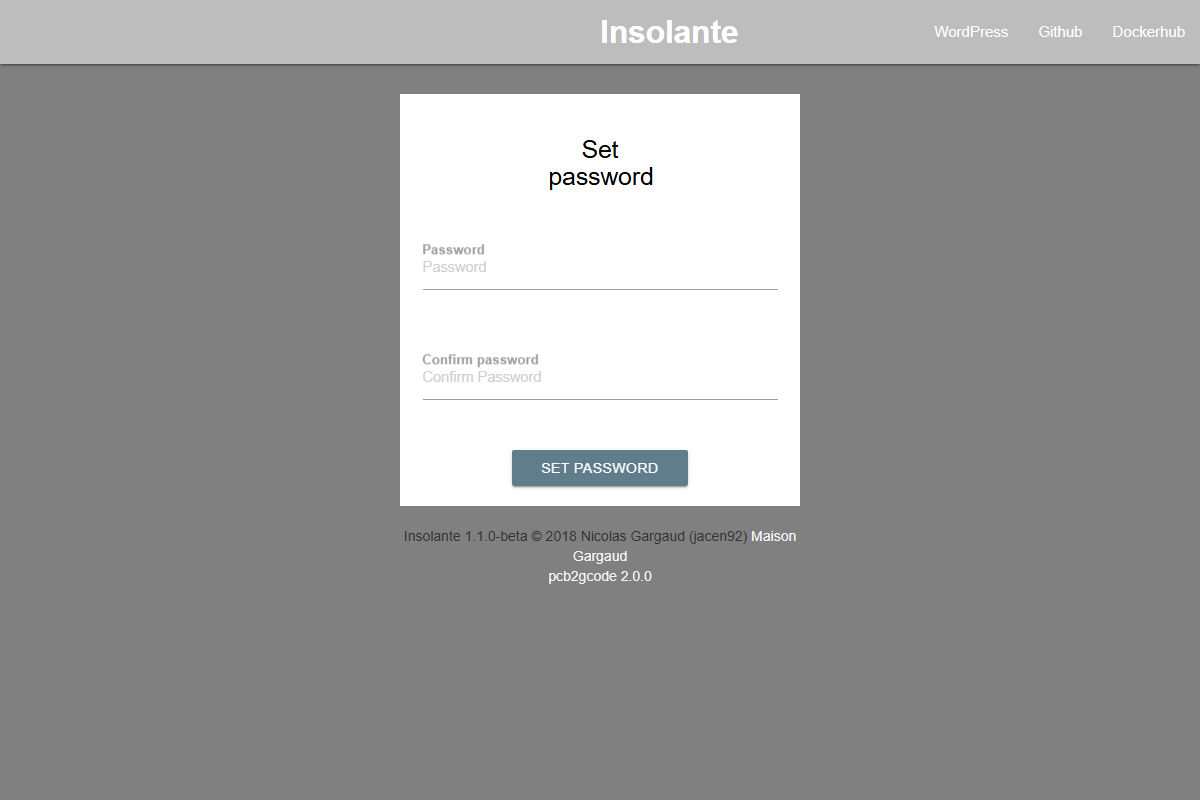 Insolante
WordPress
Github
Dockerhub
Set
password
Password
Password
Confirm password
Confirm Password
SET PASSWORD
Insolante 1.1.0-beta © 2018 Nicolas Gargaud (jacen92) Maison
Gargaud
pcb2gcode 2.0.0